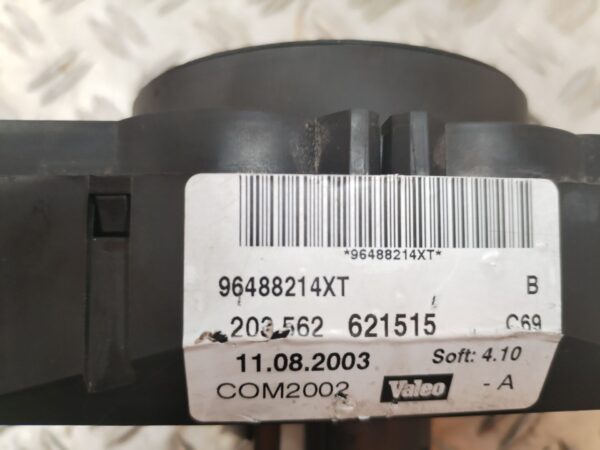 *96488214XT*
96488214XT B
203 562 621515 C69
11.08.2003 Soft: 4.10
COM2002 Valeo - A